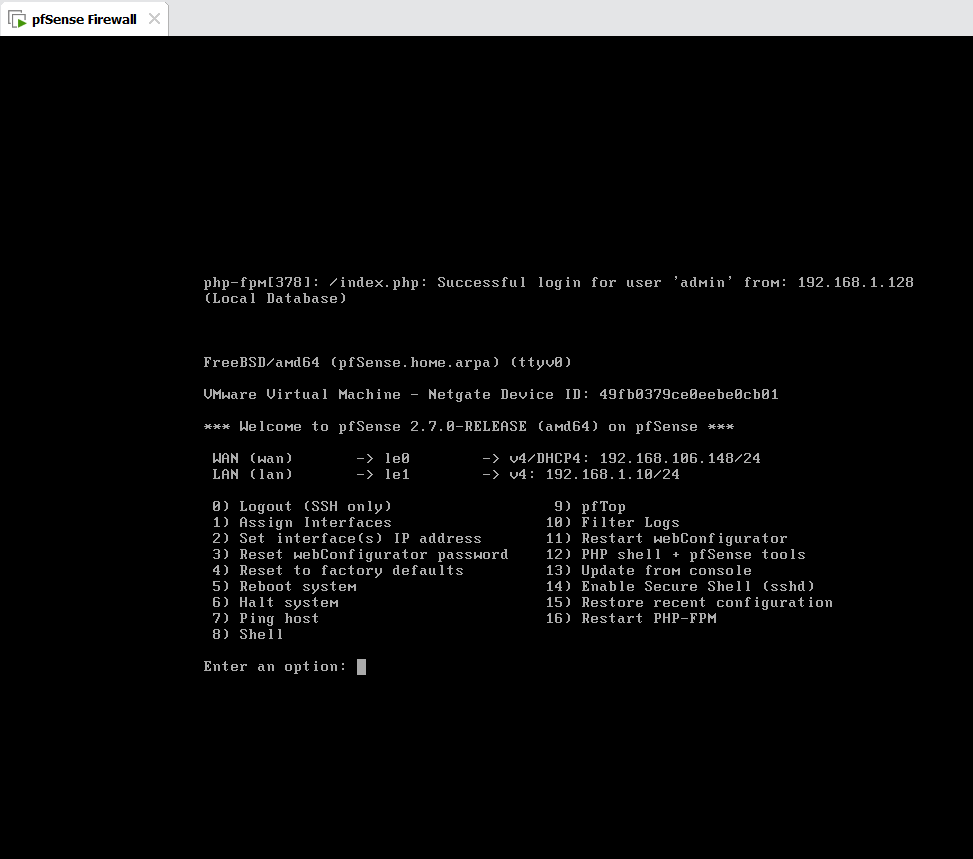 pfSense Firewall
php-fpm[378]: /index.php: Successful login for user 'admin' from: 192.168.1.128
(Local Database)
FreeBSD/amd64 (pfSense.home.arpa) (ttyv0)
VMware Virtual Machine - Netgate Device ID: 49fb0379ce0eebe0cb01
*** Welcome to pfSense 2.7.0-RELEASE (amd64) on pfSense ***
WAN (wan) -> le0 -> v4/DHCP4: 192.168.106.148/24
LAN (lan) -> le1 -> v4: 192.168.1.10/24
0) Logout (SSH only) 9) pfTop
1) Assign Interfaces 10) Filter Logs
2) Set interface(s) IP address 11) Restart webConfigurator
3) Reset webConfigurator password 12) PHP shell + pfSense tools
4) Reset to factory defaults 13) Update from console
5) Reboot system 14) Enable Secure Shell (sshd)
6) Halt system 15) Restore recent configuration
7) Ping host 16) Restart PHP-FPM
8) Shell
Enter an option: